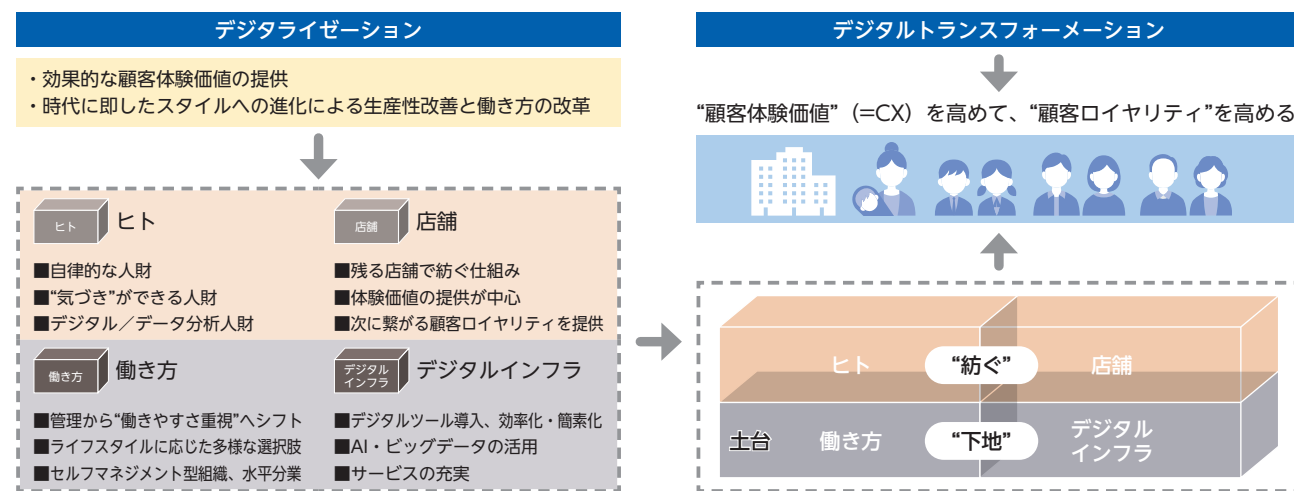 デジタライゼーション
・効果的な顧客体験価値の提供
・時代に即したスタイルへの進化による生産性改善と働き方の改革
ヒト
ヒト
■自律的な人財
■“気づき”ができる人財
■デジタル／データ分析人財
店舗
店舗
■残る店舗で紡ぐ仕組み
■体験価値の提供が中心
■次に繋がる顧客ロイヤリティを提供
働き方
働き方
■管理から“働きやすさ重視”へシフト
■ライフスタイルに応じた多様な選択肢
■セルフマネジメント型組織、水平分業
デジタル
インフラ
デジタルインフラ
■デジタルツール導入、効率化・簡素化
■AI・ビッグデータの活用
■サービスの充実
デジタルトランスフォーメーション
“顧客体験価値”（=CX）を高めて、“顧客ロイヤリティ”を高める
ヒト
“紡ぐ”
店舗
土台
働き方
“下地”
デジタル
インフラ